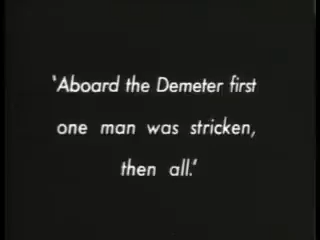 'Aboard the Demeter first
one man was stricken,
then all.'